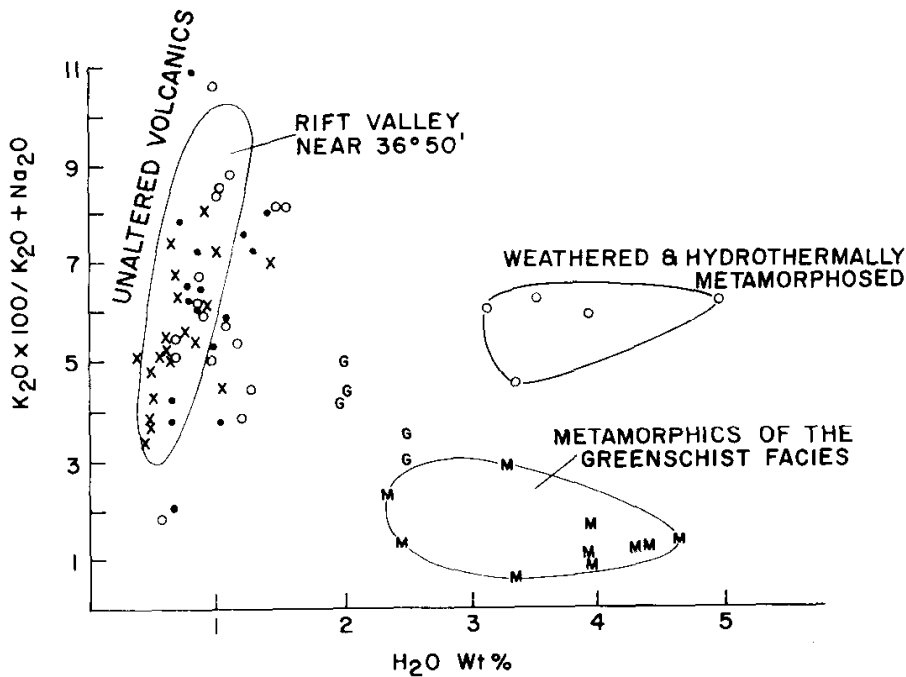 UNALTERED VOLCANICS
RIFT VALLEY
NEAR 36°50'
WEATHERED & HYDROTHERMALLY
METAMORPHOSED
METAMORPHICS OF THE
GREENSCHIST FACIES
K2O x 100 / K2O + Na2O
11
9
7
5
3
1
G
G
G
G
G
M
M
M
M
M
M
M
M
M
M
1
2
3
4
5
H2O Wt %